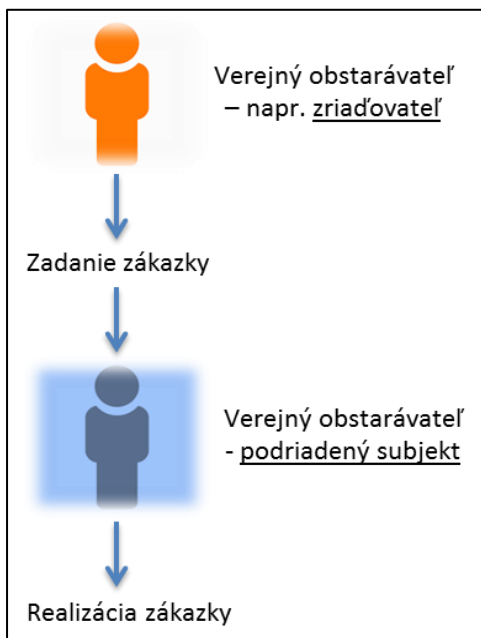 Verejný obstarávateľ
– napr. zriaďovateľ
Zadanie zákazky
Verejný obstarávateľ
- podriadený subjekt
Realizácia zákazky